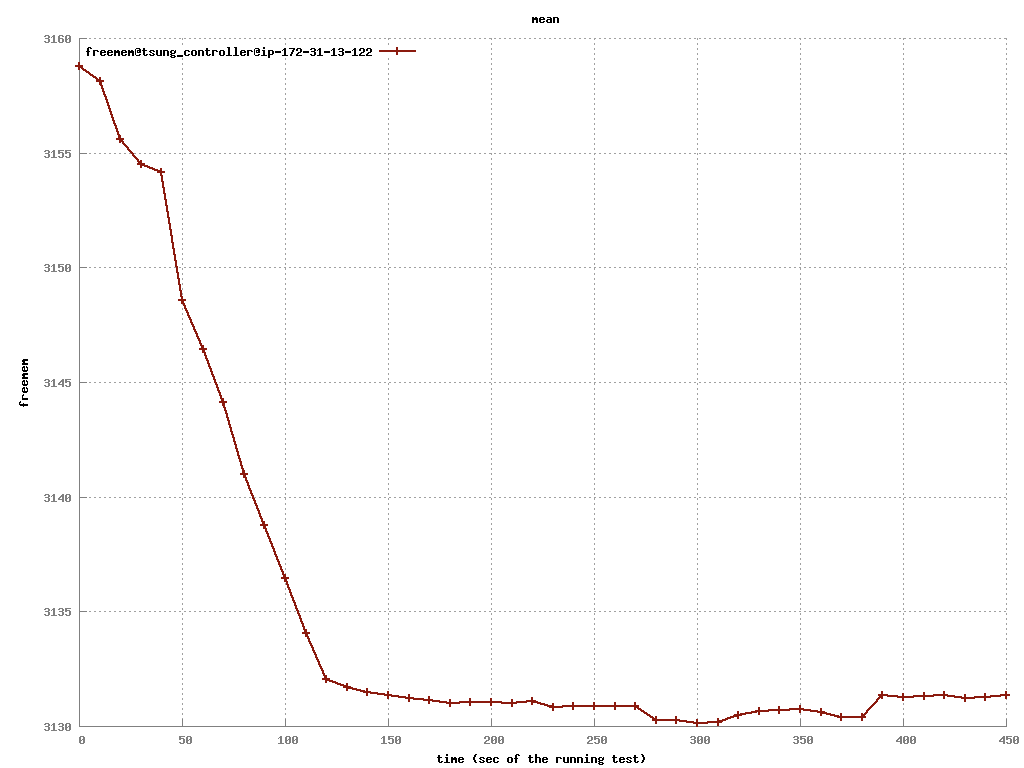 mean
3160
freemem@tsung_controller@ip-172-31-13-122
3155
3150
3145
freemem
3140
3135
3130
0 50 100 150 200 250 300 350 400 450
time (sec of the running test)